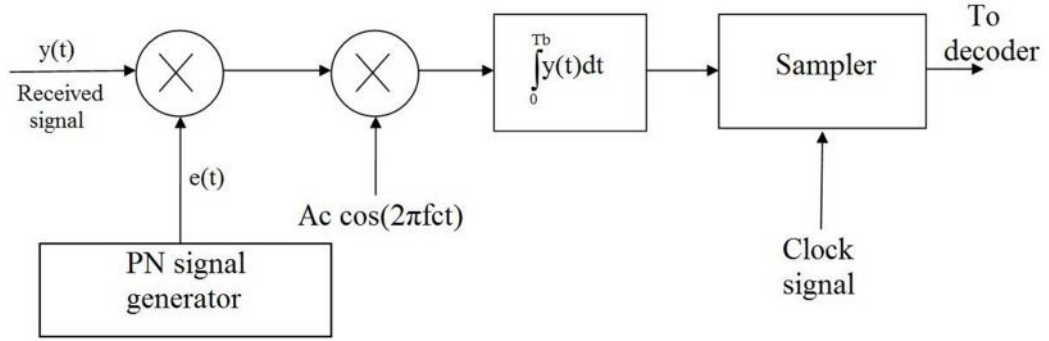 y(t)
Received
signal
e(t)
PN signal
generator
Ac cos(2πfct)
Tb
∫y(t)dt
0
Sampler
Clock
signal
To
decoder